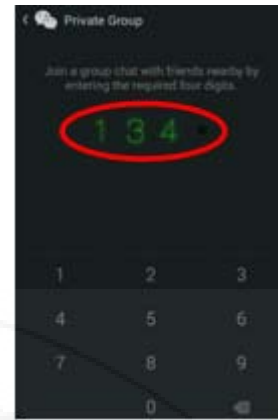 Private Group
Join a group chat with friends nearby by
entering the required four digits.
1 3 4
1 2 3
4 5 6
7 8 9
0